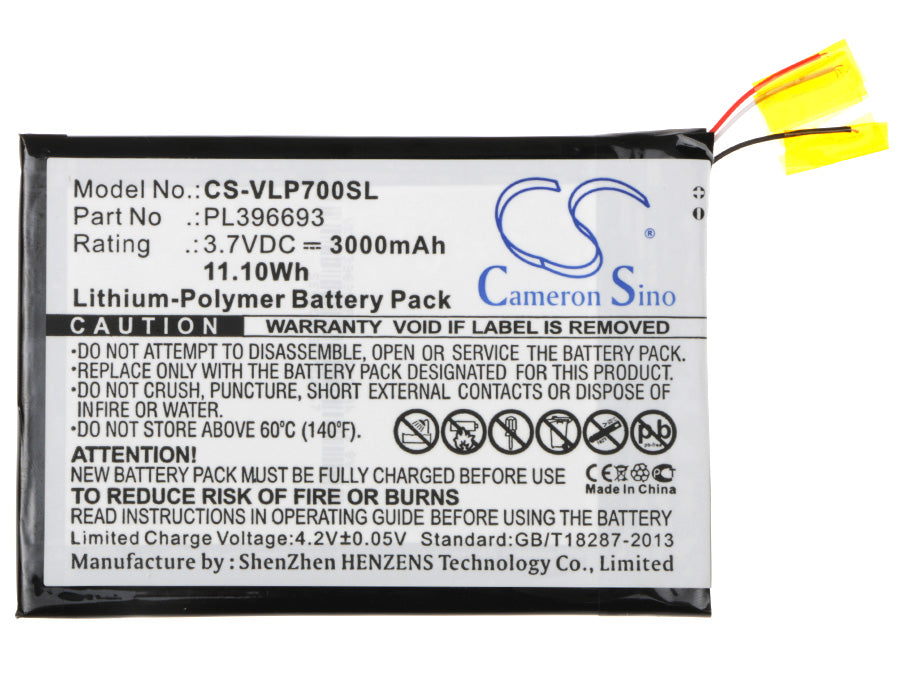 Model No.: CS-VLP700SL
Part No .: PL396693
Rating .: 3.7VDC ⎓ 3000mAh
11.10Wh
Lithium-Polymer Battery Pack
CS ®
Cameron Sino
CAUTION WARRANTY VOID IF LABEL IS REMOVED
•DO NOT ATTEMPT TO DISASSEMBLE, OPEN OR SERVICE THE BATTERY PACK.
•REPLACE ONLY WITH THE BATTERY PACK DESIGNATED FOR THIS PRODUCT.
•DO NOT CRUSH, PUNCTURE, SHORT EXTERNAL CONTACTS OR DISPOSE OF
INFIRE OR WATER.
•DO NOT STORE ABOVE 60°C (140°F).
Pb
ATTENTION!
NEW BATTERY PACK MUST BE FULLY CHARGED BEFORE USE
CE
Made In China
TO REDUCE RISK OF FIRE OR BURNS
READ INSTRUCTIONS IN OPERATING GUIDE BEFORE USING THE BATTERY
Limited Charge Voltage:4.2V±0.05V Standard:GB/T18287-2013
Manufacture by : ShenZhen HENZENS Technology Co., Limited